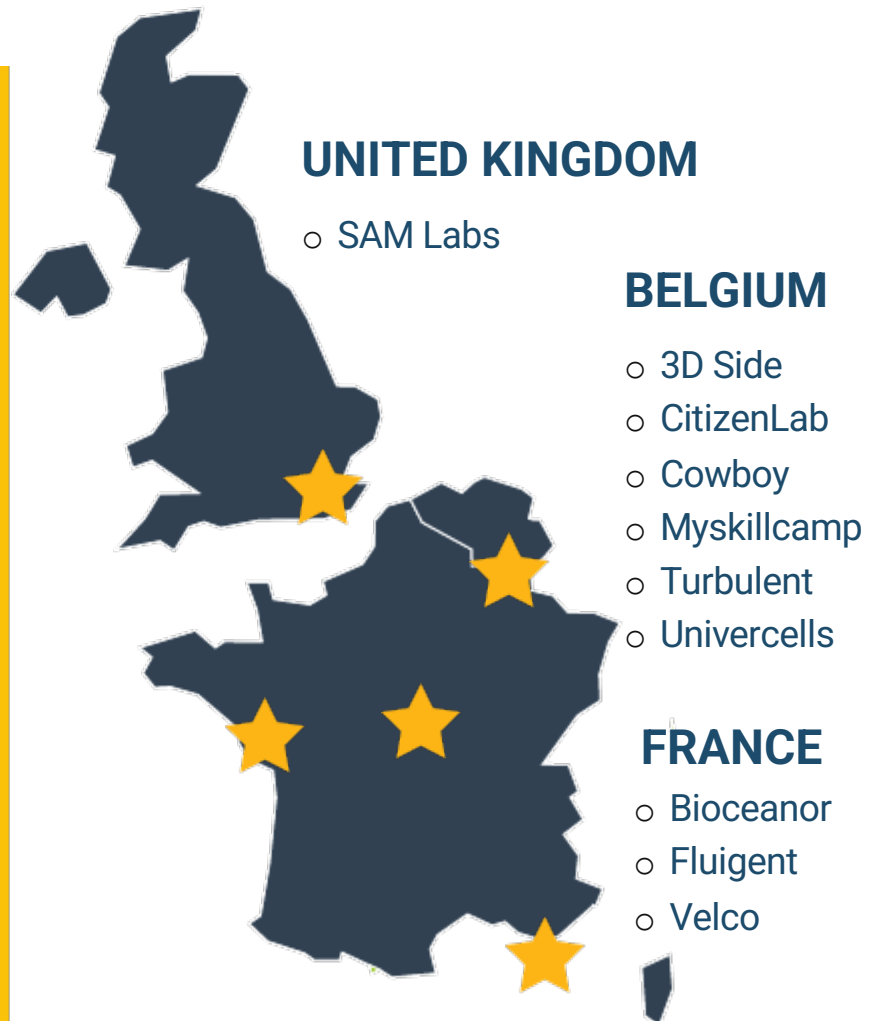 UNITED KINGDOM
○ SAM Labs
BELGIUM
○ 3D Side
○ CitizenLab
○ Cowboy
○ Myskillcamp
○ Turbulent
○ Univercells
FRANCE
○ Bioceanor
○ Fluigent
○ Velco